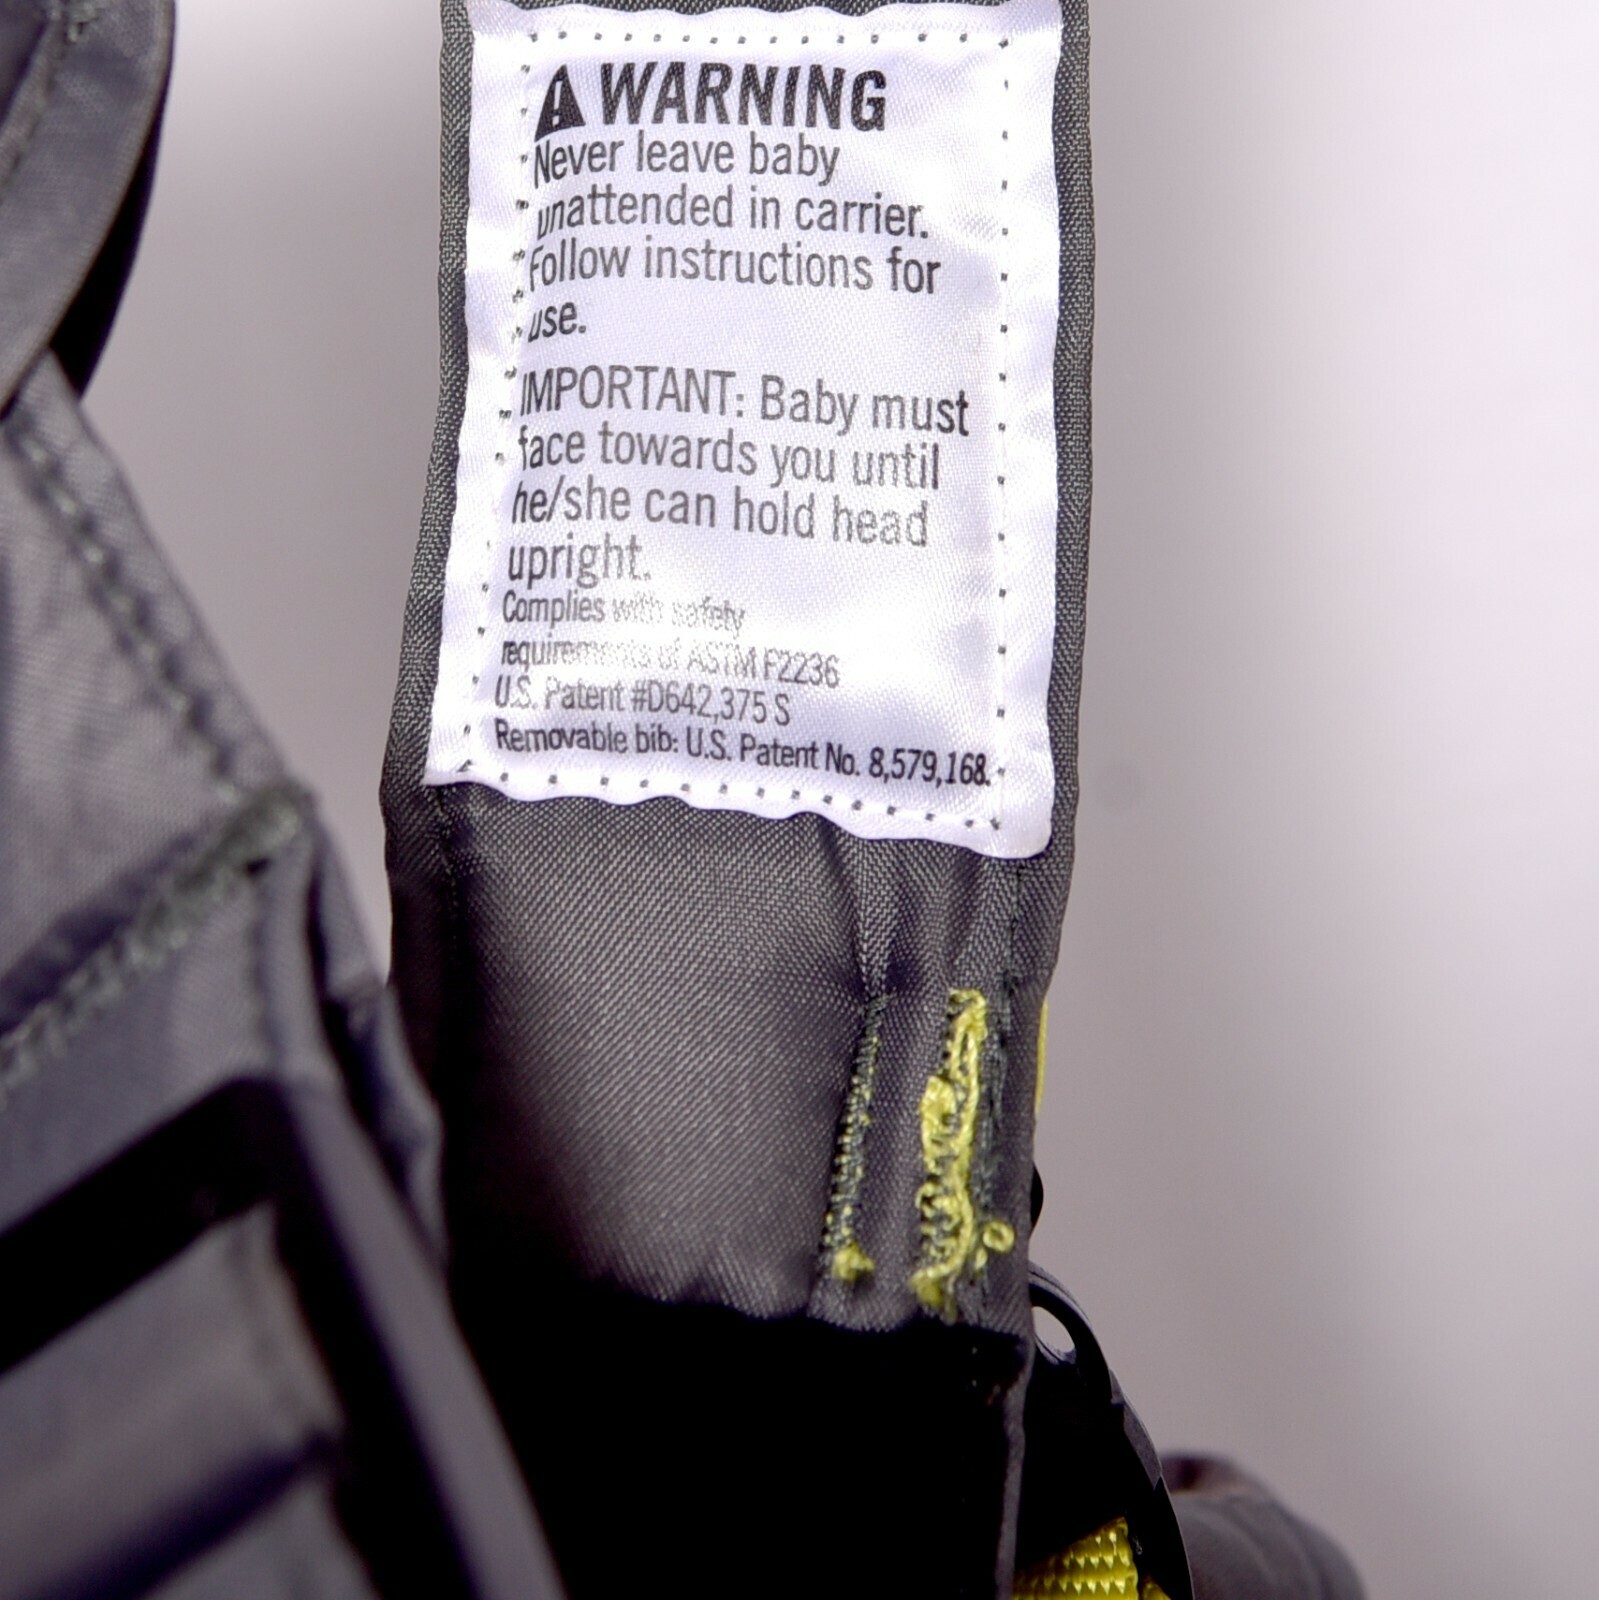 WARNING
Never leave baby
unattended in carrier.
Follow instructions for
use.
IMPORTANT: Baby must
face towards you until
he/she can hold head
upright.
Complies with safety
requirements of ASTM F2236
U.S. Patent #D642,375 S
Removable bib: U.S. Patent No. 8,579,168.